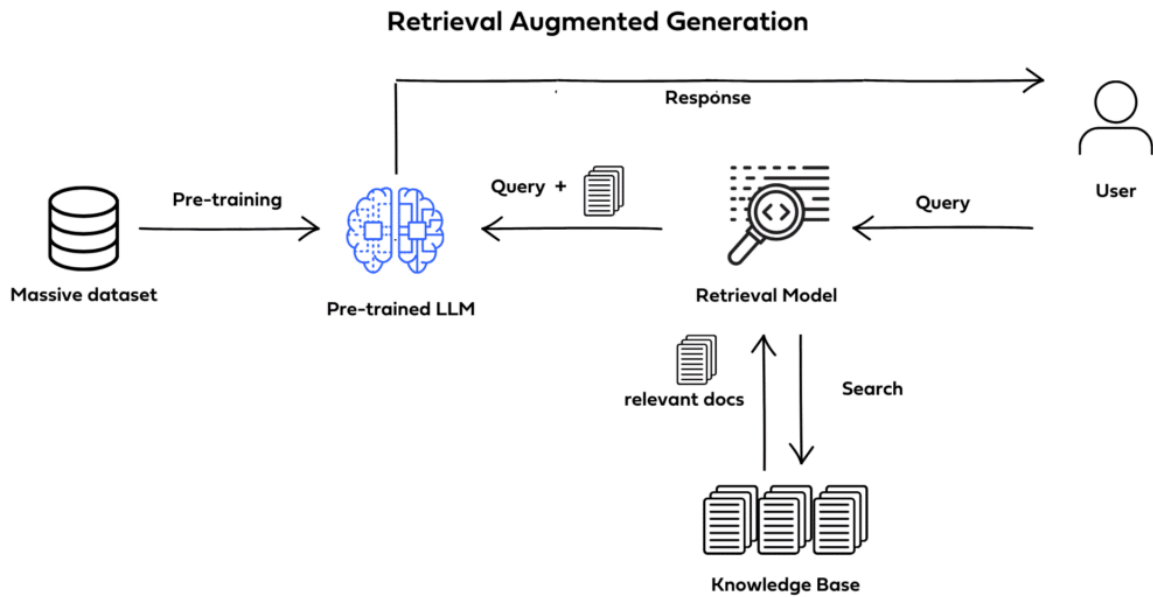 Retrieval Augmented Generation
Response
User
Pre-training
Query +
Query
Massive dataset
Pre-trained LLM
Retrieval Model
relevant docs
Search
Knowledge Base